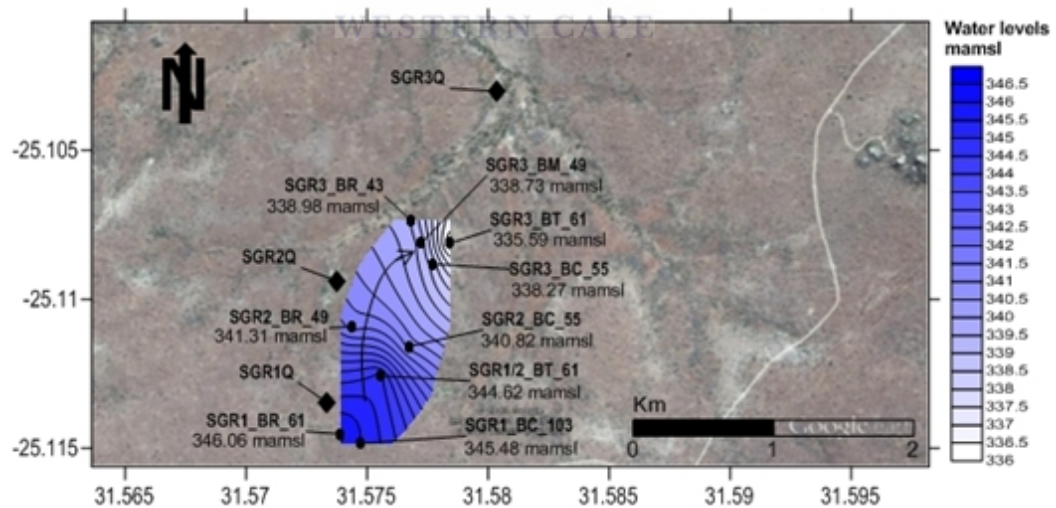 WESTERN CAPE
Water levels
mamsl
N
SGR3Q
346.5
346
345.5
345
344.5
344
343.5
343
342.5
342
341.5
341
340.5
340
339.5
339
338.5
338
337.5
337
336.5
336
-25.105
-25.11
-25.115
SGR3_BM_49
338.73 mamsl
SGR3_BR_43
338.98 mamsl
SGR3_BT_61
335.59 mamsl
SGR2Q
SGR3_BC_55
338.27 mamsl
SGR2_BR_49
341.31 mamsl
SGR2_BC_55
340.82 mamsl
SGR1Q
SGR1/2_BT_61
344.62 mamsl
SGR1_BR_61
346.06 mamsl
SGR1_BC_103
345.48 mamsl
Km
Google
0 1 2
31.565 31.57 31.575 31.58 31.585 31.59 31.595